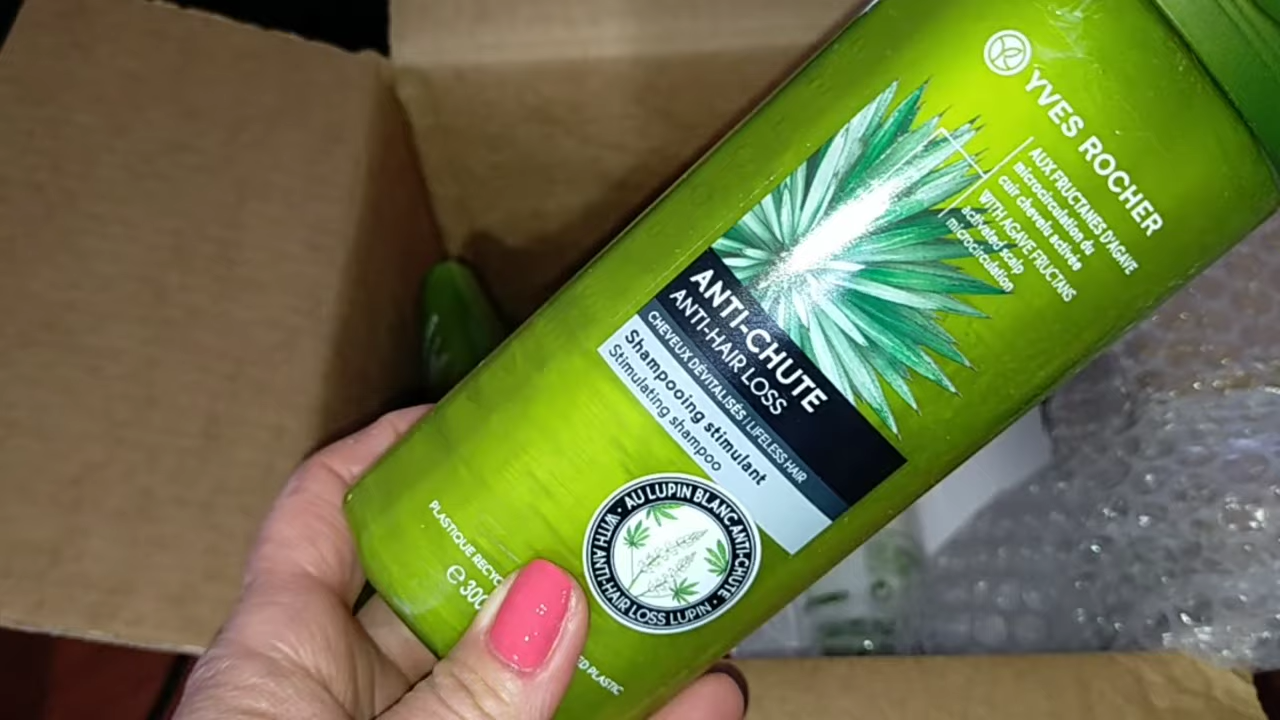 YVES ROCHER
AUX FRUCTANES D'AGAVE
microcirculation du
cuir chevelu activée
WITH AGAVE FRUCTANS
activated scalp
microcirculation
ANTI-CHUTE
ANTI-HAIR LOSS
CHEVEUX DÉVITALISÉS | LIFELESS HAIR
Shampooing stimulant
Stimulating shampoo
AU LUPIN BLANC ANTI-CHUTE
WITH ANTI-HAIR LOSS LUPIN
PLASTIQUE
PLASTIC
℮ 300